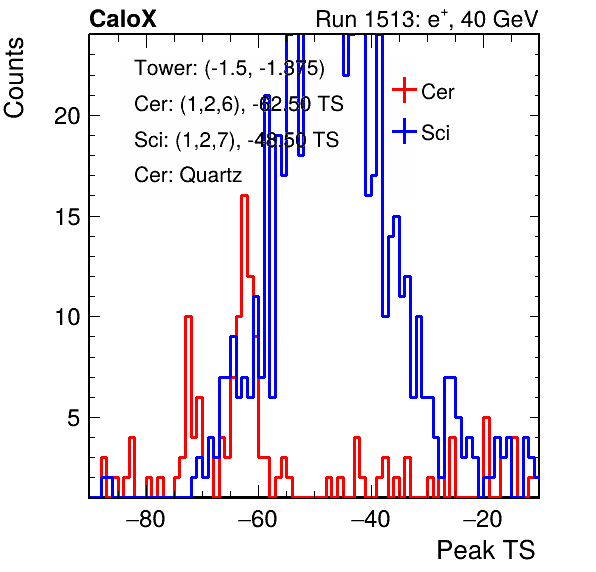 CaloX Run 1513: e+, 40 GeV
Counts
Tower: (-1.5, -1.375)
Cer: (1,2,6), -62.50 TS
Sci: (1,2,7), -48.50 TS
Cer: Quartz
Cer
Sci
20
15
10
5
−80 −60 −40 −20
Peak TS